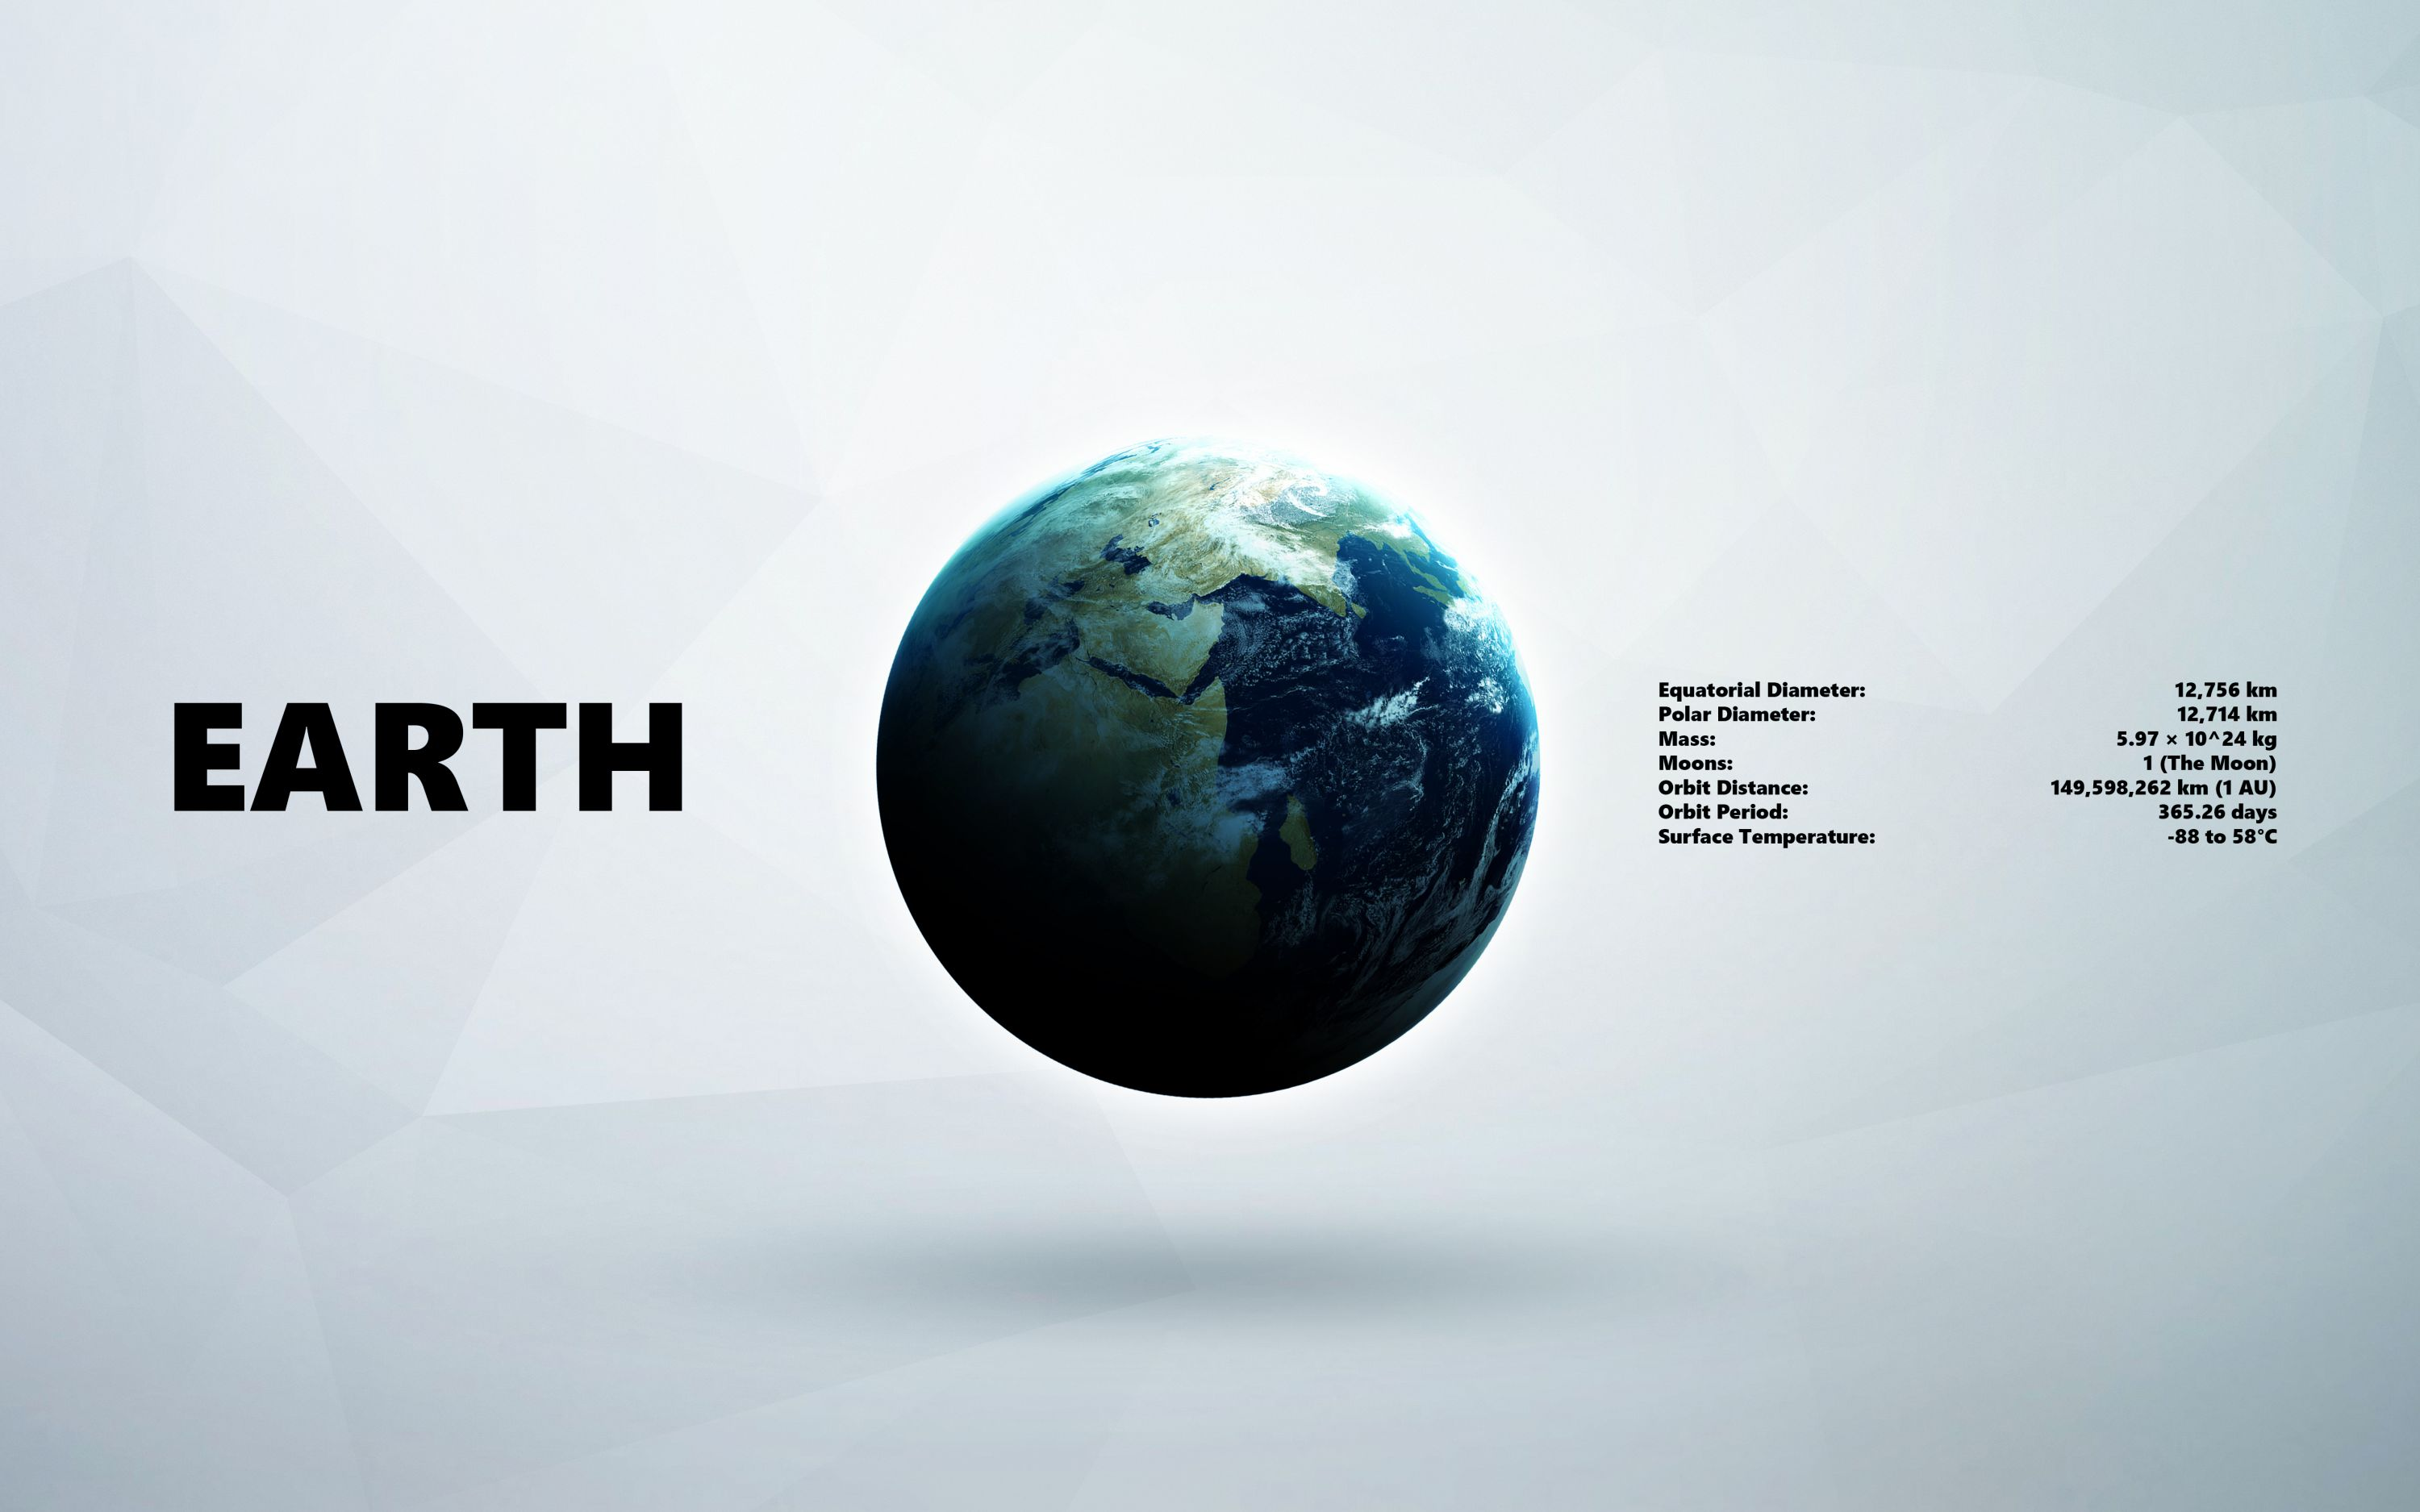 EARTH
Equatorial Diameter: 12,756 km
Polar Diameter: 12,714 km
Mass: 5.97 × 10^24 kg
Moons: 1 (The Moon)
Orbit Distance: 149,598,262 km (1 AU)
Orbit Period: 365.26 days
Surface Temperature: -88 to 58°C